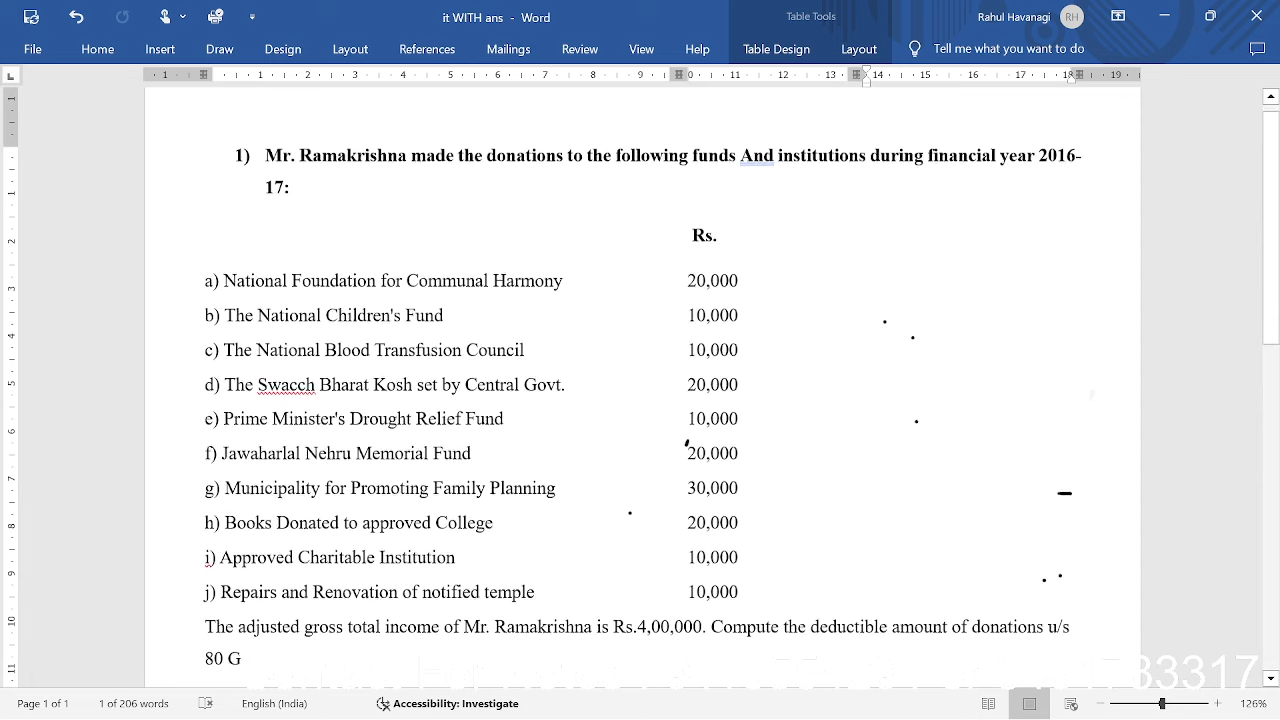 it WITH ans - Word
Table Tools
Rahul Havanagi RH
File Home Insert Draw Design Layout References Mailings Review View Help Table Design Layout Tell me what you want to do
1) Mr. Ramakrishna made the donations to the following funds And institutions during financial year 2016-
17:
Rs.
a) National Foundation for Communal Harmony 20,000
b) The National Children's Fund 10,000
c) The National Blood Transfusion Council 10,000
d) The Swacch Bharat Kosh set by Central Govt. 20,000
e) Prime Minister's Drought Relief Fund 10,000
f) Jawaharlal Nehru Memorial Fund 20,000
g) Municipality for Promoting Family Planning 30,000
h) Books Donated to approved College 20,000
i) Approved Charitable Institution 10,000
j) Repairs and Renovation of notified temple 10,000
The adjusted gross total income of Mr. Ramakrishna is Rs.4,00,000. Compute the deductible amount of donations u/s
80 G
33317
Page 1 of 1 1 of 206 words English (India) Accessibility: Investigate 126%